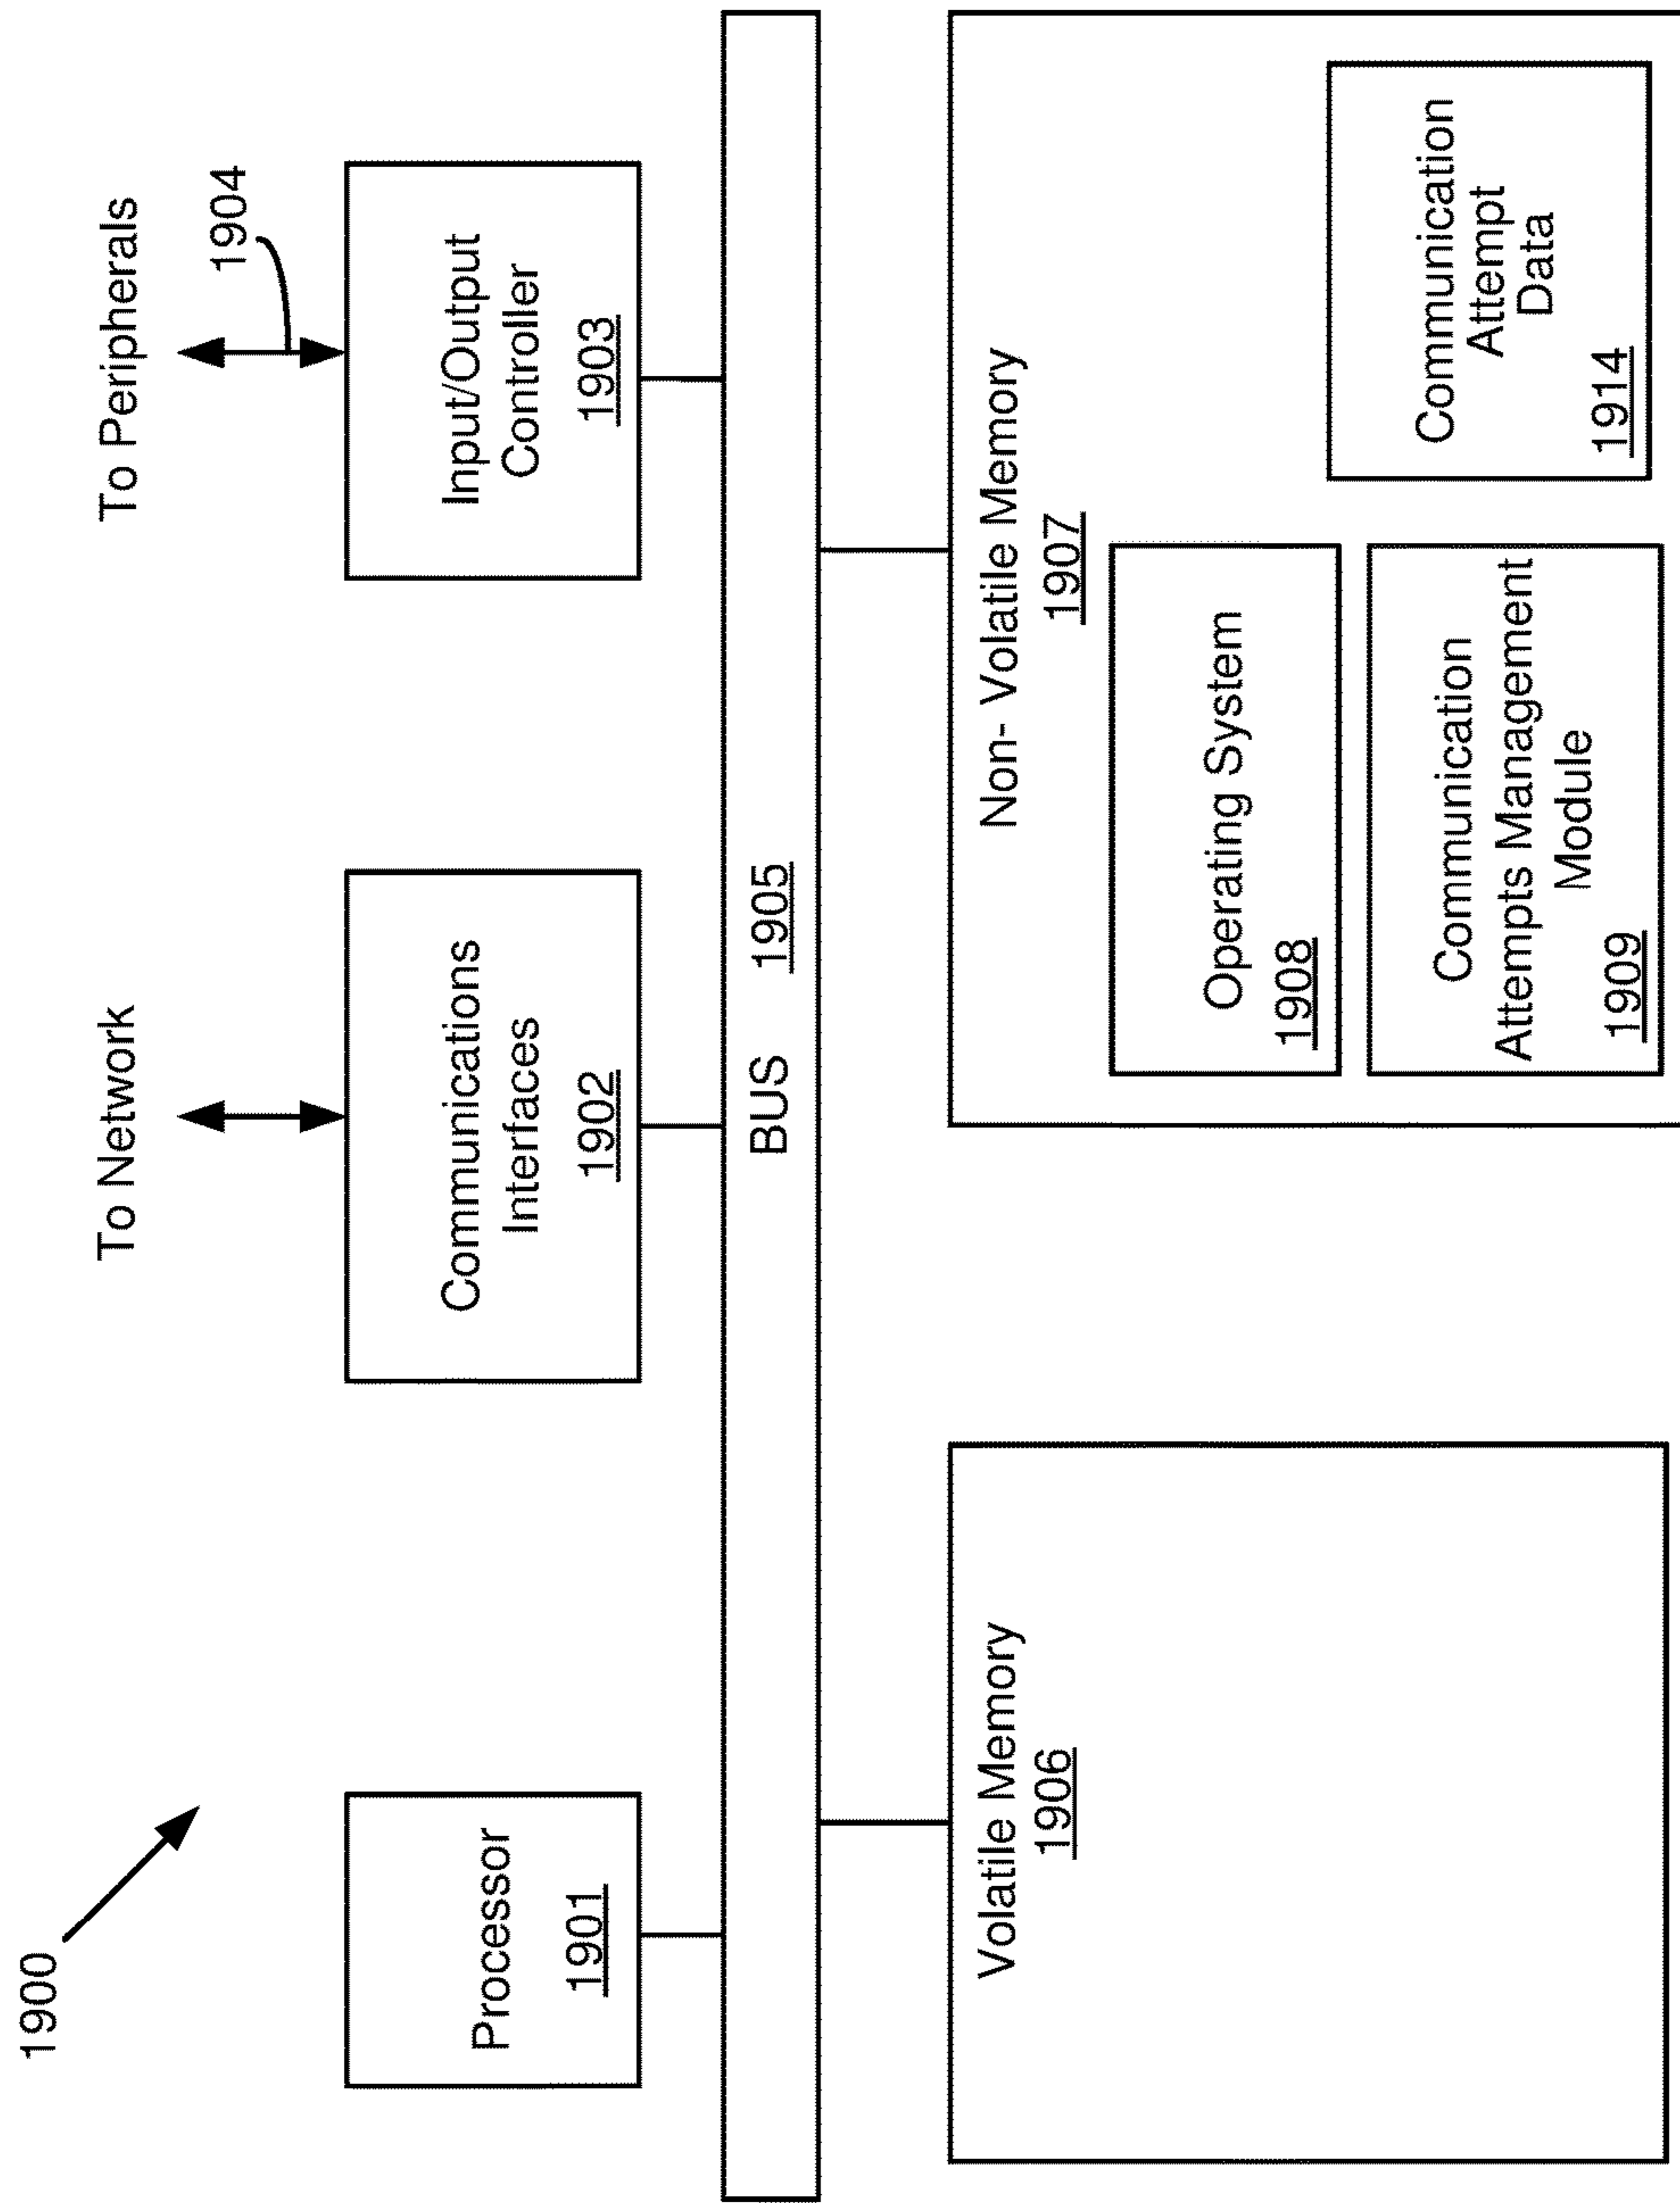 1900
To Network
To Peripherals
1904
Processor
1901
Communications
Interfaces
1902
Input/Output
Controller
1903
BUS 1905
Volatile Memory
1906
Non- Volatile Memory
1907
Operating System
1908
Communication
Attempts Management
Module
1909
Communication
Attempt
Data
1914